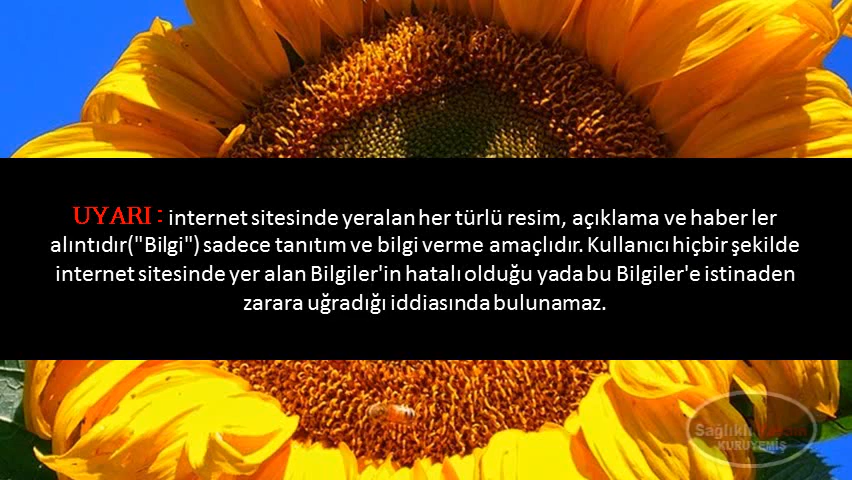 UYARI : internet sitesinde yeralan her türlü resim, açıklama ve haber ler
alıntıdır("Bilgi") sadece tanıtım ve bilgi verme amaçlıdır. Kullanıcı hiçbir şekilde
internet sitesinde yer alan Bilgiler'in hatalı olduğu yada bu Bilgiler'e istinaden
zarara uğradığı iddiasında bulunamaz.
Sağlıklı
KURUYEMİŞ